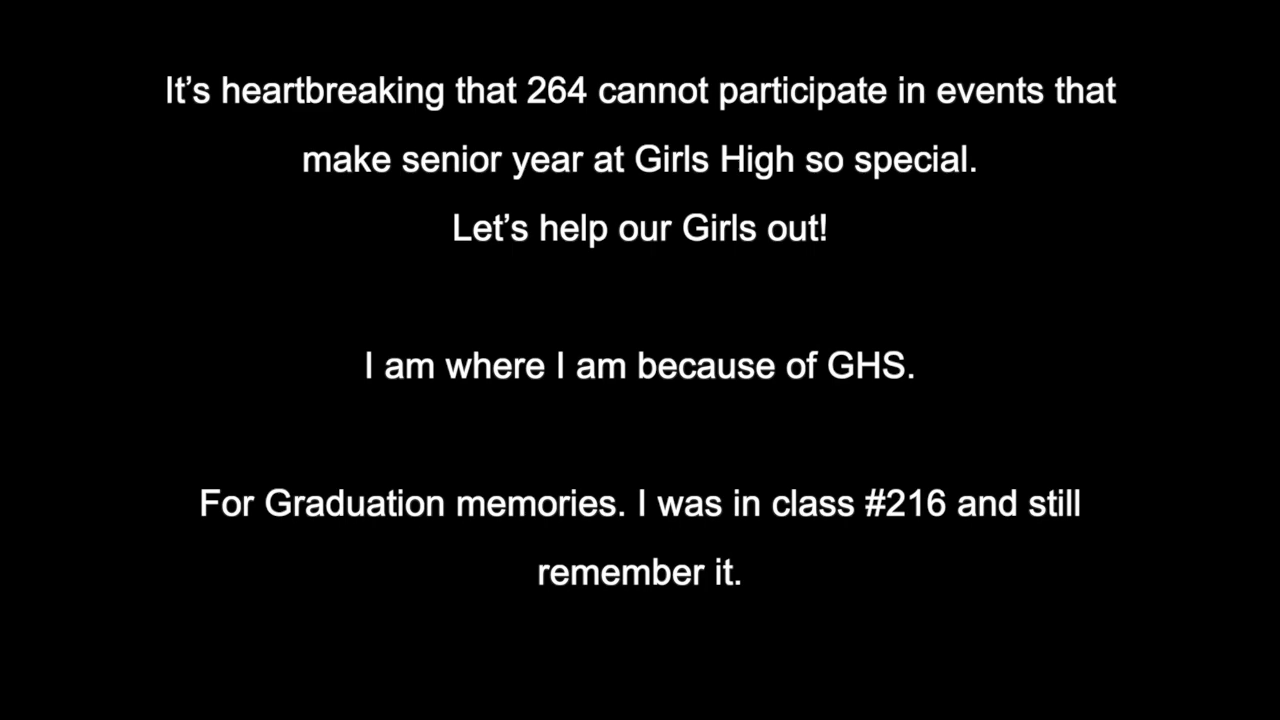 It’s heartbreaking that 264 cannot participate in events that
make senior year at Girls High so special.
Let’s help our Girls out!
I am where I am because of GHS.
For Graduation memories. I was in class #216 and still
remember it.